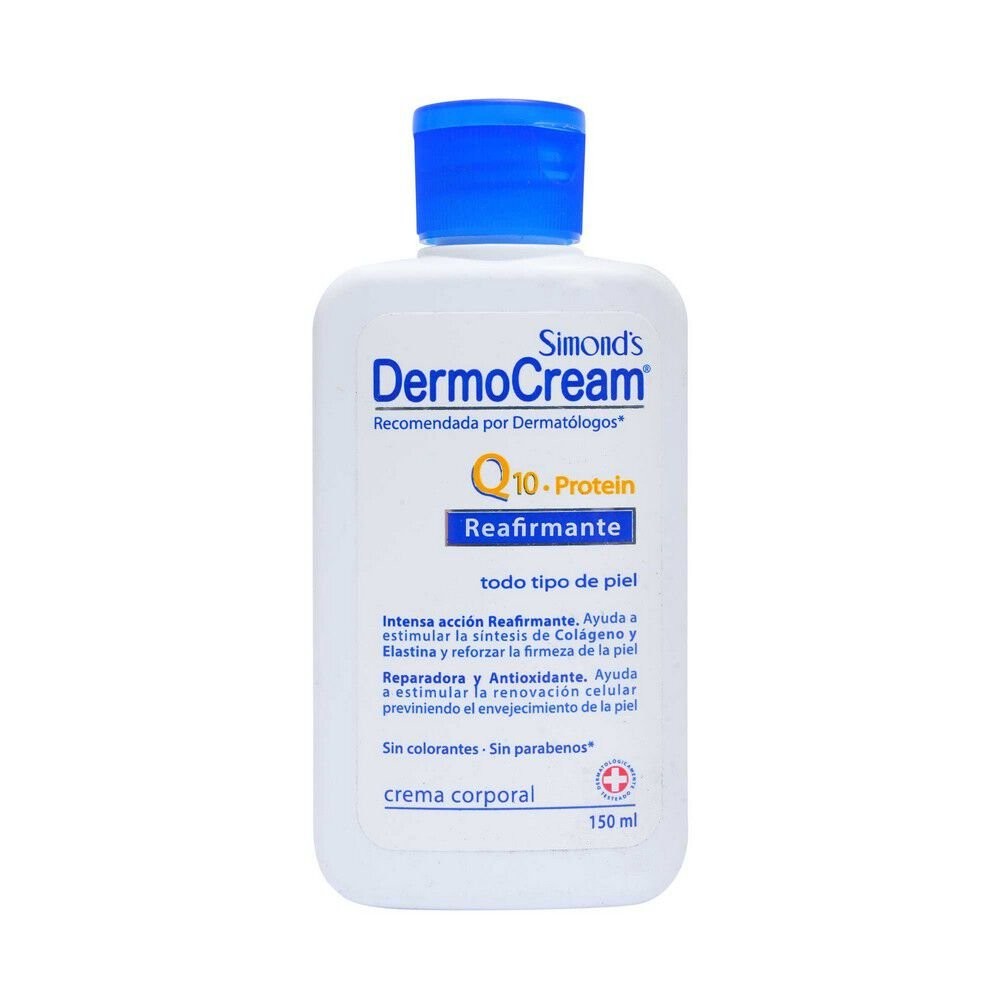 Simond's
DermoCream®
Recomendada por Dermatólogos*
Q10 · Protein
Reafirmante
todo tipo de piel
Intensa acción Reafirmante. Ayuda a
estimular la síntesis de Colágeno y
Elastina y reforzar la firmeza de la piel
Reparadora y Antioxidante. Ayuda
a estimular la renovación celular
previniendo el envejecimiento de la piel
Sin colorantes · Sin parabenos*
DERMATOLOGICAMENTE TESTEADO
crema corporal
150 ml